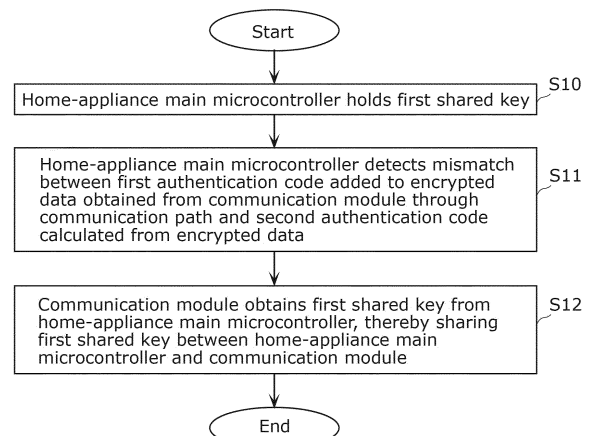 Start
Home-appliance main microcontroller holds first shared key
S10
Home-appliance main microcontroller detects mismatch
between first authentication code added to encrypted
data obtained from communication module through
communication path and second authentication code
calculated from encrypted data
S11
Communication module obtains first shared key from
home-appliance main microcontroller, thereby sharing
first shared key between home-appliance main
microcontroller and communication module
S12
End